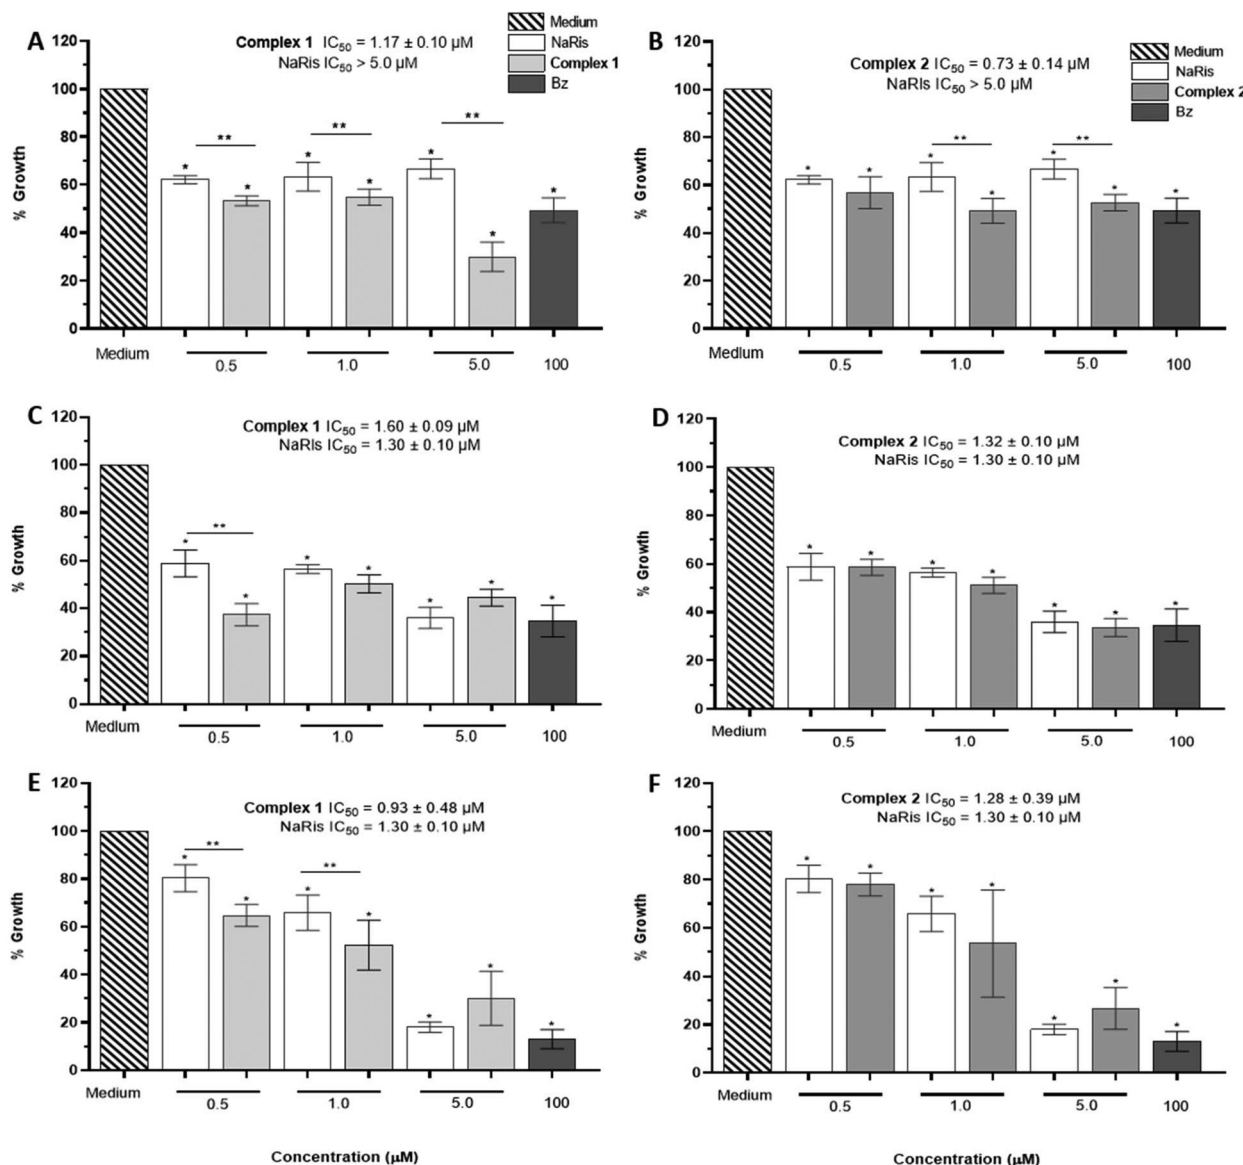 A
Complex 1 IC50 = 1.17 ± 0.10 µM
NaRis IC50 > 5.0 µM
Medium
NaRis
Complex 1
Bz
% Growth
120
100
80
60
40
20
0
** ** **
* * * * * * *
Medium 0.5 1.0 5.0 100
B
Complex 2 IC50 = 0.73 ± 0.14 µM
NaRIs IC50 > 5.0 µM
Medium
NaRis
Complex 2
Bz
% Growth
120
100
80
60
40
20
0
** **
* * * * * * *
Medium 0.5 1.0 5.0 100
C
Complex 1 IC50 = 1.60 ± 0.09 µM
NaRIs IC50 = 1.30 ± 0.10 µM
% Growth
120
100
80
60
40
20
0
**
* * * * * * *
Medium 0.5 1.0 5.0 100
D
Complex 2 IC50 = 1.32 ± 0.10 µM
NaRis IC50 = 1.30 ± 0.10 µM
% Growth
120
100
80
60
40
20
0
* * * * * * *
Medium 0.5 1.0 5.0 100
E
Complex 1 IC50 = 0.93 ± 0.48 µM
NaRis IC50 = 1.30 ± 0.10 µM
% Growth
120
100
80
60
40
20
0
** **
* * * * * * *
Medium 0.5 1.0 5.0 100
Concentration (µM)
F
Complex 2 IC50 = 1.28 ± 0.39 µM
NaRis IC50 = 1.30 ± 0.10 µM
% Growth
120
100
80
60
40
20
0
* * * * * * *
Medium 0.5 1.0 5.0 100
Concentration (µM)